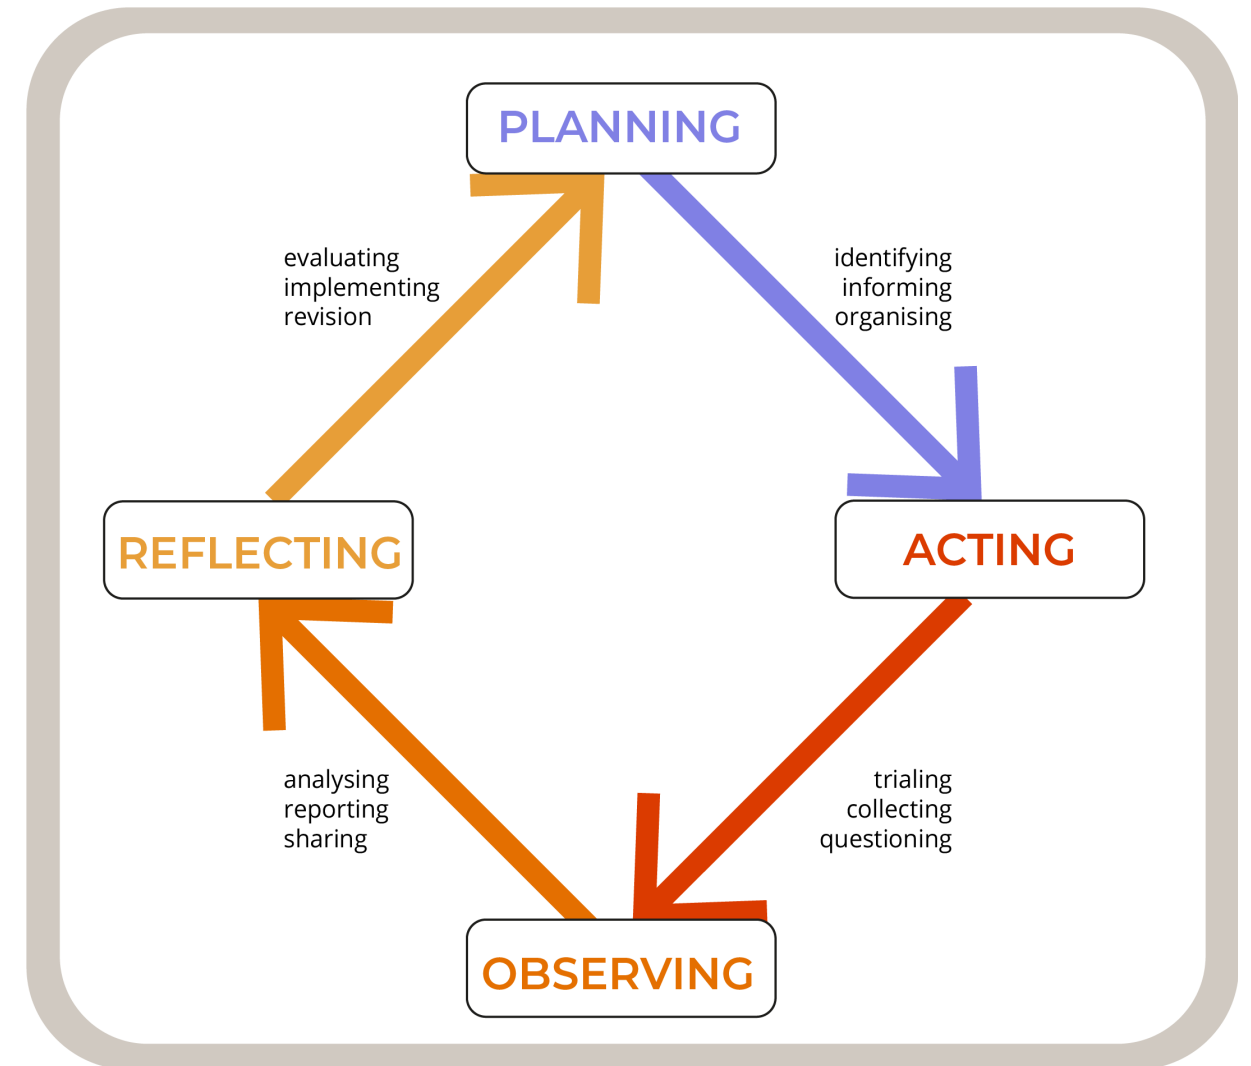 PLANNING
evaluating
implementing
revision
identifying
informing
organising
REFLECTING
ACTING
analysing
reporting
sharing
trialing
collecting
questioning
OBSERVING